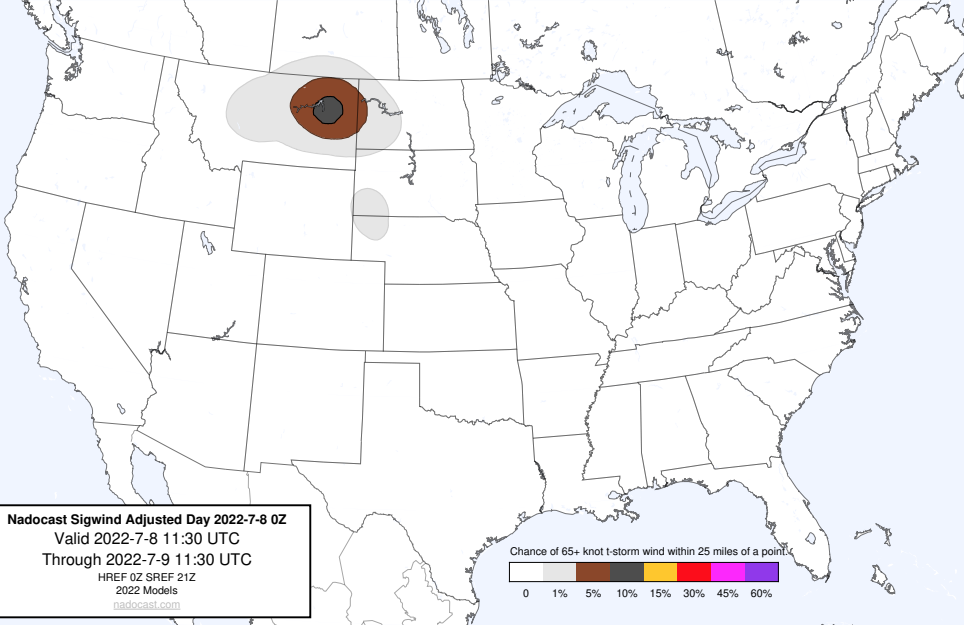 Nadocast Sigwind Adjusted Day 2022-7-8 0Z
Valid 2022-7-8 11:30 UTC
Through 2022-7-9 11:30 UTC
HREF 0Z SREF 21Z
2022 Models
nadocast.com
Chance of 65+ knot t-storm wind within 25 miles of a point.
0 1% 5% 10% 15% 30% 45% 60%